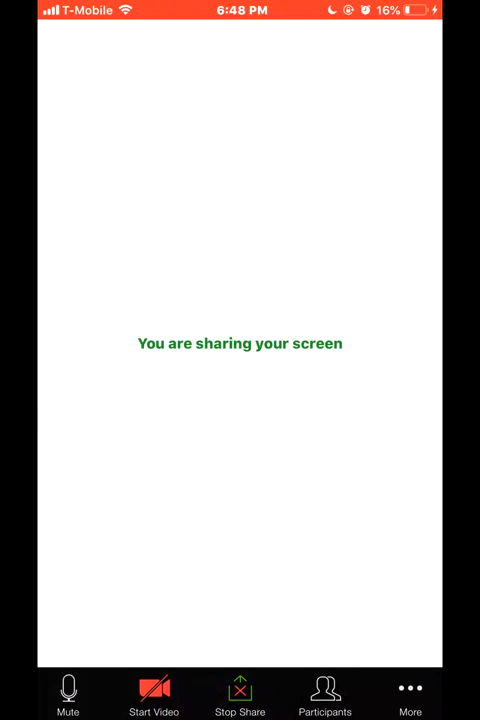 T-Mobile 6:48 PM 16%
You are sharing your screen
Mute Start Video Stop Share Participants More